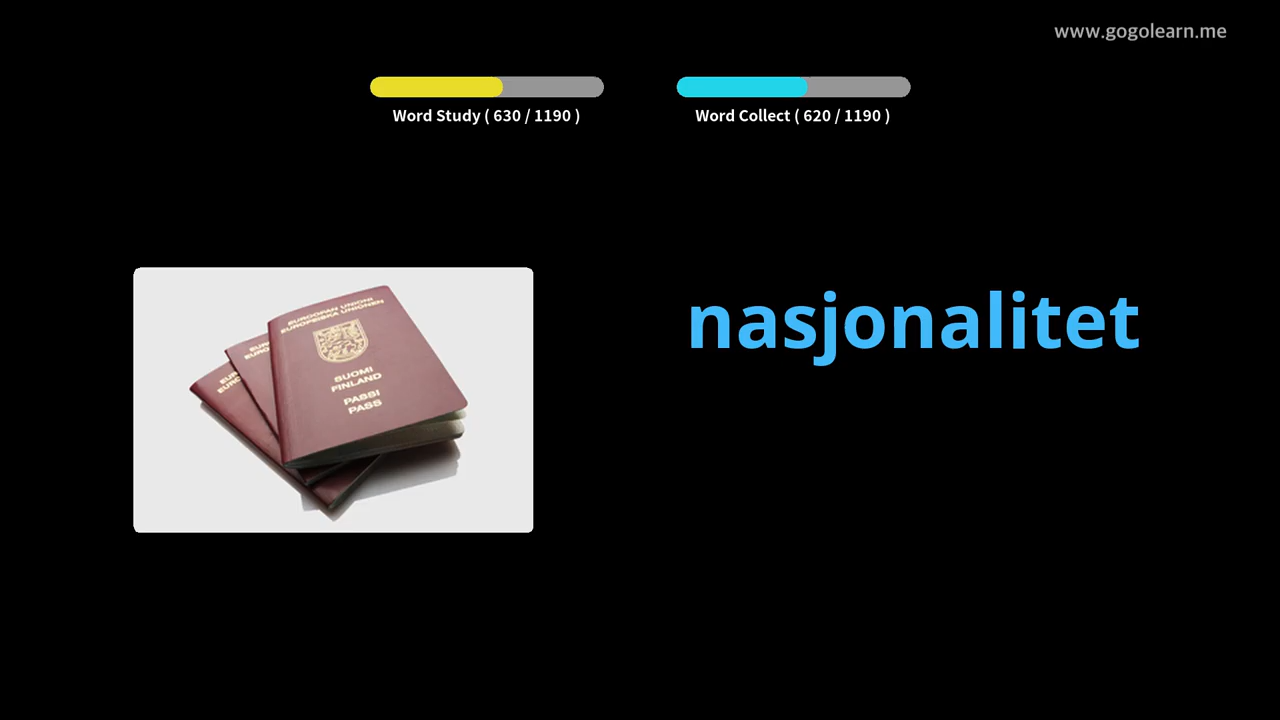 www.gogolearn.me
Word Study ( 630 / 1190 )
Word Collect ( 620 / 1190 )
nasjonalitet
EUROOPAN UNIONI
EUROPEISKA UNIONEN
SUOMI
FINLAND
PASSI
PASS